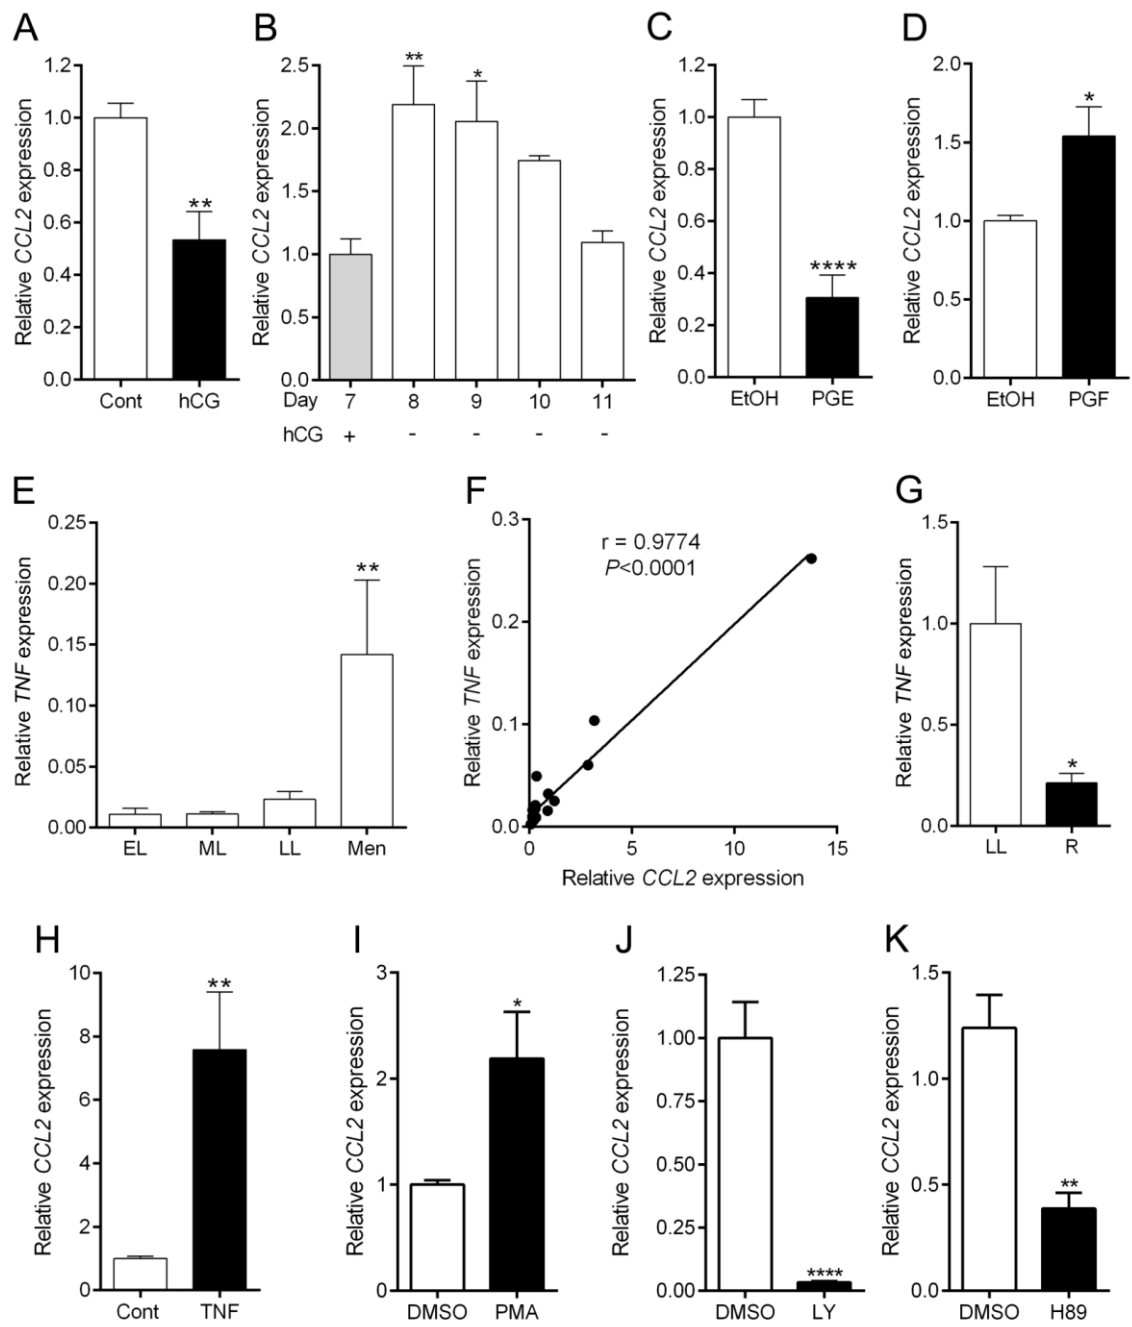 A
Relative CCL2 expression
1.2
1.0
0.8
0.6
0.4
0.2
0.0
**
Cont hCG
B
Relative CCL2 expression
2.5
2.0
1.5
1.0
0.5
0.0
**
*
Day 7 8 9 10 11
hCG + - - - -
C
Relative CCL2 expression
1.2
1.0
0.8
0.6
0.4
0.2
0.0
****
EtOH PGE
D
Relative CCL2 expression
2.0
1.5
1.0
0.5
0.0
*
EtOH PGF
E
Relative TNF expression
0.25
0.20
0.15
0.10
0.05
0.00
**
EL ML LL Men
F
Relative TNF expression
0.3
0.2
0.1
0.0
r = 0.9774
P<0.0001
0 5 10 15
Relative CCL2 expression
G
Relative TNF expression
1.5
1.0
0.5
0.0
*
LL R
H
Relative CCL2 expression
10
8
6
4
2
0
**
Cont TNF
I
Relative CCL2 expression
3
2
1
0
*
DMSO PMA
J
Relative CCL2 expression
1.25
1.00
0.75
0.50
0.25
0.00
****
DMSO LY
K
Relative CCL2 expression
1.5
1.0
0.5
0.0
**
DMSO H89